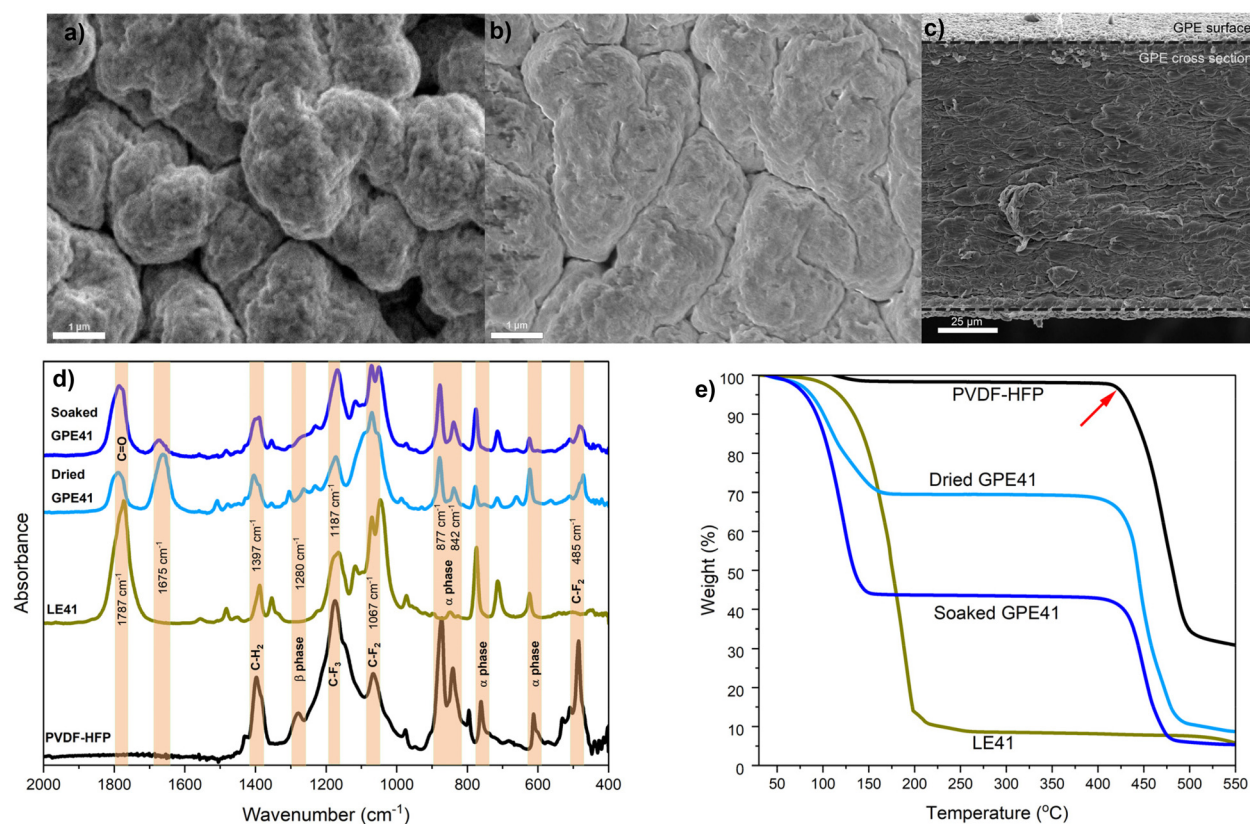 a)
1 µm
b)
1 µm
c)
GPE surface
GPE cross section
25 µm
d)
Soaked
GPE41
Dried
GPE41
LE41
PVDF-HFP
C=O
1787 cm⁻¹
1675 cm⁻¹
1397 cm⁻¹
C-H₂
1280 cm⁻¹
β phase
1187 cm⁻¹
C-F₃
1067 cm⁻¹
C-F₂
877 cm⁻¹
842 cm⁻¹
α phase
α phase
α phase
485 cm⁻¹
C-F₂
Absorbance
2000 1800 1600 1400 1200 1000 800 600 400
Wavenumber (cm⁻¹)
e)
100
90
80
70
60
50
40
30
20
10
0
Weight (%)
PVDF-HFP
Dried GPE41
Soaked GPE41
LE41
50 100 150 200 250 300 350 400 450 500 550
Temperature (°C)